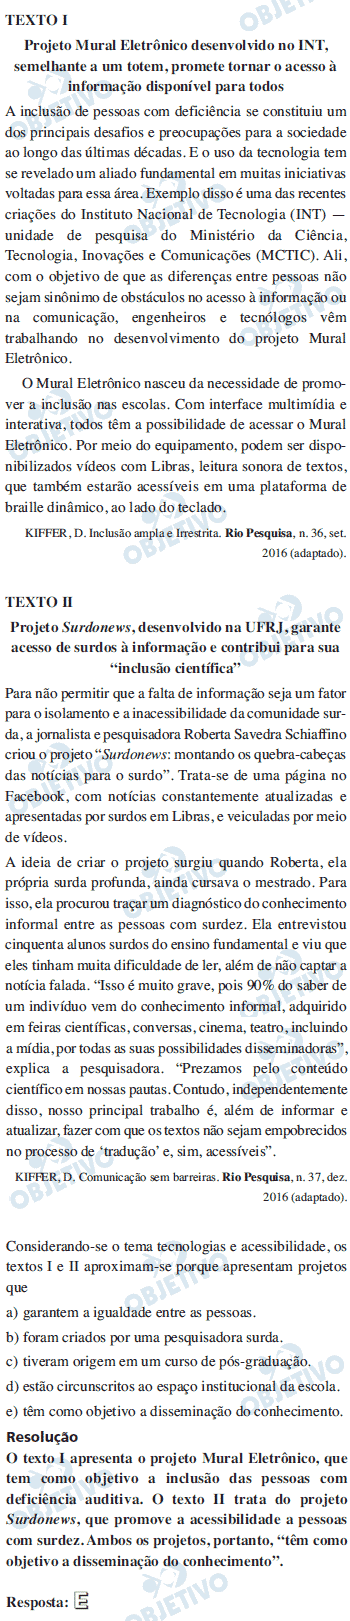 TEXTO I
Projeto Mural Eletrônico desenvolvido no INT,
semelhante a um totem, promete tornar o acesso à
informação disponível para todos
A inclusão de pessoas com deficiência se constituiu um
dos principais desafios e preocupações para a sociedade
ao longo das últimas décadas. E o uso da tecnologia tem
se revelado um aliado fundamental em muitas iniciativas
voltadas para essa área. Exemplo disso é uma das recentes
criações do Instituto Nacional de Tecnologia (INT) —
unidade de pesquisa do Ministério da Ciência,
Tecnologia, Inovações e Comunicações (MCTIC). Ali,
com o objetivo de que as diferenças entre pessoas não
sejam sinônimo de obstáculos no acesso à informação ou
na comunicação, engenheiros e tecnólogos vêm
trabalhando no desenvolvimento do projeto Mural
Eletrônico.
O Mural Eletrônico nasceu da necessidade de promo-
ver a inclusão nas escolas. Com interface multimídia e
interativa, todos têm a possibilidade de acessar o Mural
Eletrônico. Por meio do equipamento, podem ser dispo-
nibilizados vídeos com Libras, leitura sonora de textos,
que também estarão acessíveis em uma plataforma de
braille dinâmico, ao lado do teclado.
KIFFER, D. Inclusão ampla e Irrestrita. Rio Pesquisa, n. 36, set.
2016 (adaptado).
TEXTO II
Projeto Surdonews, desenvolvido na UFRJ, garante
acesso de surdos à informação e contribui para sua
“inclusão científica”
Para não permitir que a falta de informação seja um fator
para o isolamento e a inacessibilidade da comunidade sur-
da, a jornalista e pesquisadora Roberta Savedra Schiaffino
criou o projeto “Surdonews: montando os quebra-cabeças
das notícias para o surdo”. Trata-se de uma página no
Facebook, com notícias constantemente atualizadas e
apresentadas por surdos em Libras, e veiculadas por meio
de vídeos.
A ideia de criar o projeto surgiu quando Roberta, ela
própria surda profunda, ainda cursava o mestrado. Para
isso, ela procurou traçar um diagnóstico do conhecimento
informal entre as pessoas com surdez. Ela entrevistou
cinquenta alunos surdos do ensino fundamental e viu que
eles tinham muita dificuldade de ler, além de não captar a
notícia falada. “Isso é muito grave, pois 90% do saber de
um indivíduo vem do conhecimento informal, adquirido
em feiras científicas, conversas, cinema, teatro, incluindo
a mídia, por todas as suas possibilidades disseminadoras”,
explica a pesquisadora. “Prezamos pelo conteúdo
científico em nossas pautas. Contudo, independentemente
disso, nosso principal trabalho é, além de informar e
atualizar, fazer com que os textos não sejam empobrecidos
no processo de ‘tradução’ e, sim, acessíveis”.
KIFFER, D. Comunicação sem barreiras. Rio Pesquisa, n. 37, dez.
2016 (adaptado).
Considerando-se o tema tecnologias e acessibilidade, os
textos I e II aproximam-se porque apresentam projetos
que
a) garantem a igualdade entre as pessoas.
b) foram criados por uma pesquisadora surda.
c) tiveram origem em um curso de pós-graduação.
d) estão circunscritos ao espaço institucional da escola.
e) têm como objetivo a disseminação do conhecimento.
Resolução
O texto I apresenta o projeto Mural Eletrônico, que
tem como objetivo a inclusão das pessoas com
deficiência auditiva. O texto II trata do projeto
Surdonews, que promove a acessibilidade a pessoas
com surdez. Ambos os projetos, portanto, “têm como
objetivo a disseminação do conhecimento”.
Resposta: E